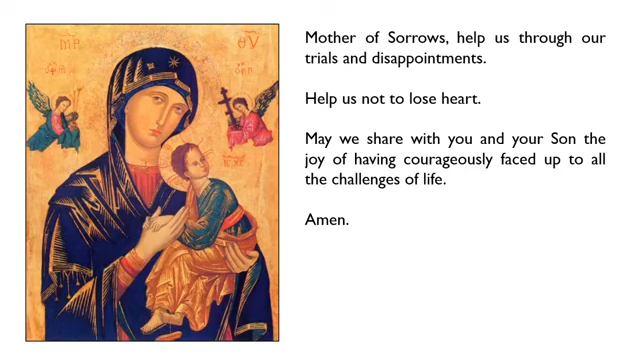 Mother of Sorrows, help us through our
trials and disappointments.
Help us not to lose heart.
May we share with you and your Son the
joy of having courageously faced up to all
the challenges of life.
Amen.